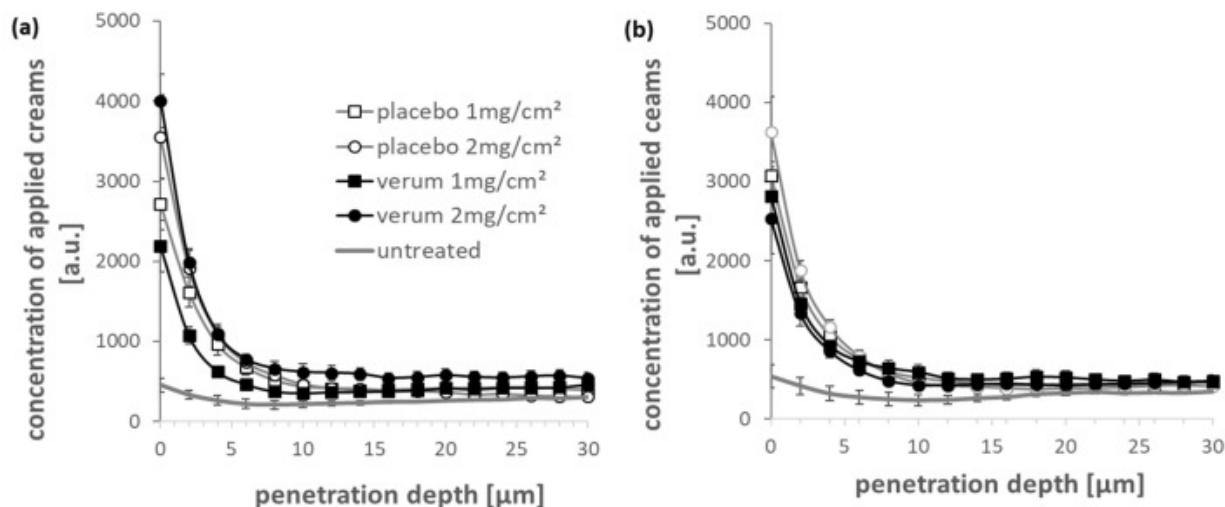 (a)
concentration of applied creams
[a.u.]
5000
4000
3000
2000
1000
0
placebo 1mg/cm²
placebo 2mg/cm²
verum 1mg/cm²
verum 2mg/cm²
untreated
0 5 10 15 20 25 30
penetration depth [µm]
(b)
concentration of applied ceams
[a.u.]
5000
4000
3000
2000
1000
0
0 5 10 15 20 25 30
penetration depth [µm]